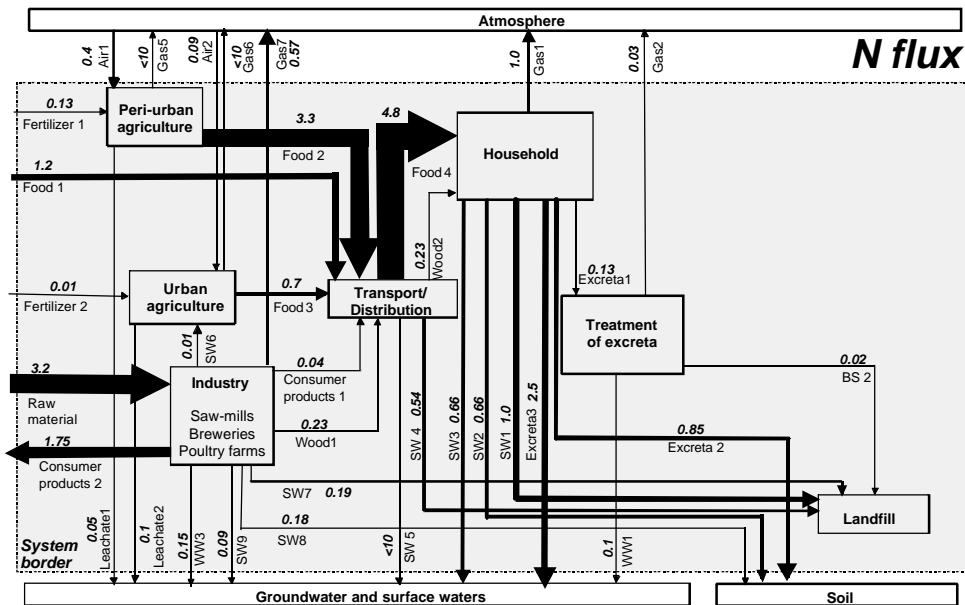 Atmosphere
N flux
0.4
Air1
<10
Gas5
0.09
Air2
<10
Gas6
Gas7
0.57
1.0
Gas1
0.03
Gas2
0.13
Fertilizer 1
Peri-urban
agriculture
3.3
Food 2
4.8
Food 4
Household
1.2
Food 1
0.23
Wood2
0.13
Excreta1
0.01
Fertilizer 2
Urban
agriculture
0.7
Food 3
Transport/
Distribution
Treatment
of excreta
0.01
SW6
0.02
BS 2
3.2
Raw
material
Industry
Saw-mills
Breweries
Poultry farms
0.04
Consumer
products 1
0.23
Wood1
1.75
Consumer
products 2
0.54
SW 4
0.66
SW3
0.66
SW2
1.0
SW1
2.5
Excreta3
0.85
Excreta 2
SW7 0.19
0.18
SW8
Landfill
0.05
Leachate1
0.1
Leachate2
0.15
WW3
0.09
SW9
<10
SW 5
0.1
WW1
System
border
Groundwater and surface waters
Soil